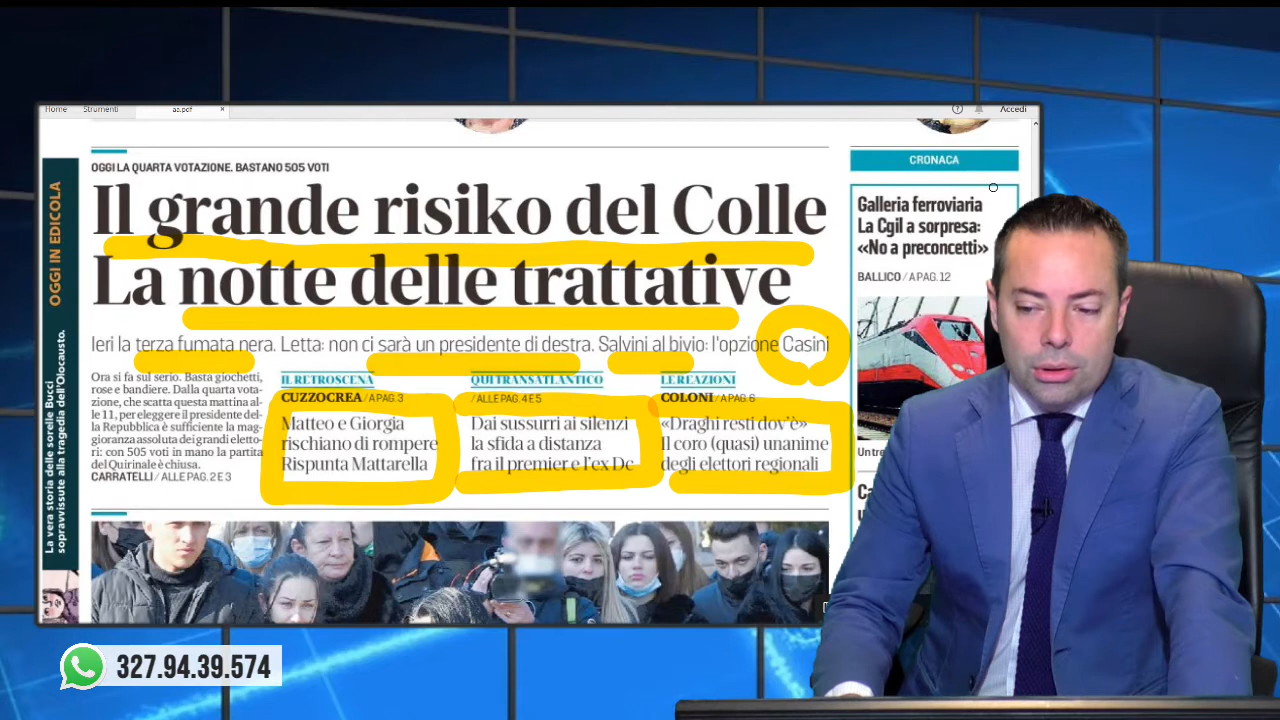 Home Strumenti aa.pdf × Accedi
OGGI IN EDICOLA
La vera storia delle sorelle Bucci
sopravvissute alla tragedia dell'Olocausto.
OGGI LA QUARTA VOTAZIONE. BASTANO 505 VOTI
Il grande risiko del Colle
La notte delle trattative
Ieri la terza fumata nera. Letta: non ci sarà un presidente di destra. Salvini al bivio: l'opzione Casini
Ora si fa sul serio. Basta giochetti,
rose e bandiere. Dalla quarta vota-
zione, che scatta questa mattina al-
le 11, per eleggere il presidente del-
la Repubblica è sufficiente la mag-
gioranza assoluta dei grandi eletto-
ri: con 505 voti in mano la partita
del Quirinale è chiusa.
CARRATELLI / ALLE PAG. 2 E 3
IL RETROSCENA
CUZZOCREA / A PAG. 3
Matteo e Giorgia
rischiano di rompere
Rispunta Mattarella
QUI TRANSATLANTICO
/ ALLE PAG. 4 E 5
Dai sussurri ai silenzi
la sfida a distanza
fra il premier e l'ex Dc
LE REAZIONI
COLONI / A PAG. 6
«Draghi resti dov'è»
Il coro (quasi) unanime
degli elettori regionali
CRONACA
Galleria ferroviaria
La Cgil a sorpresa:
«No a preconcetti»
BALLICO / A PAG. 12
327.94.39.574